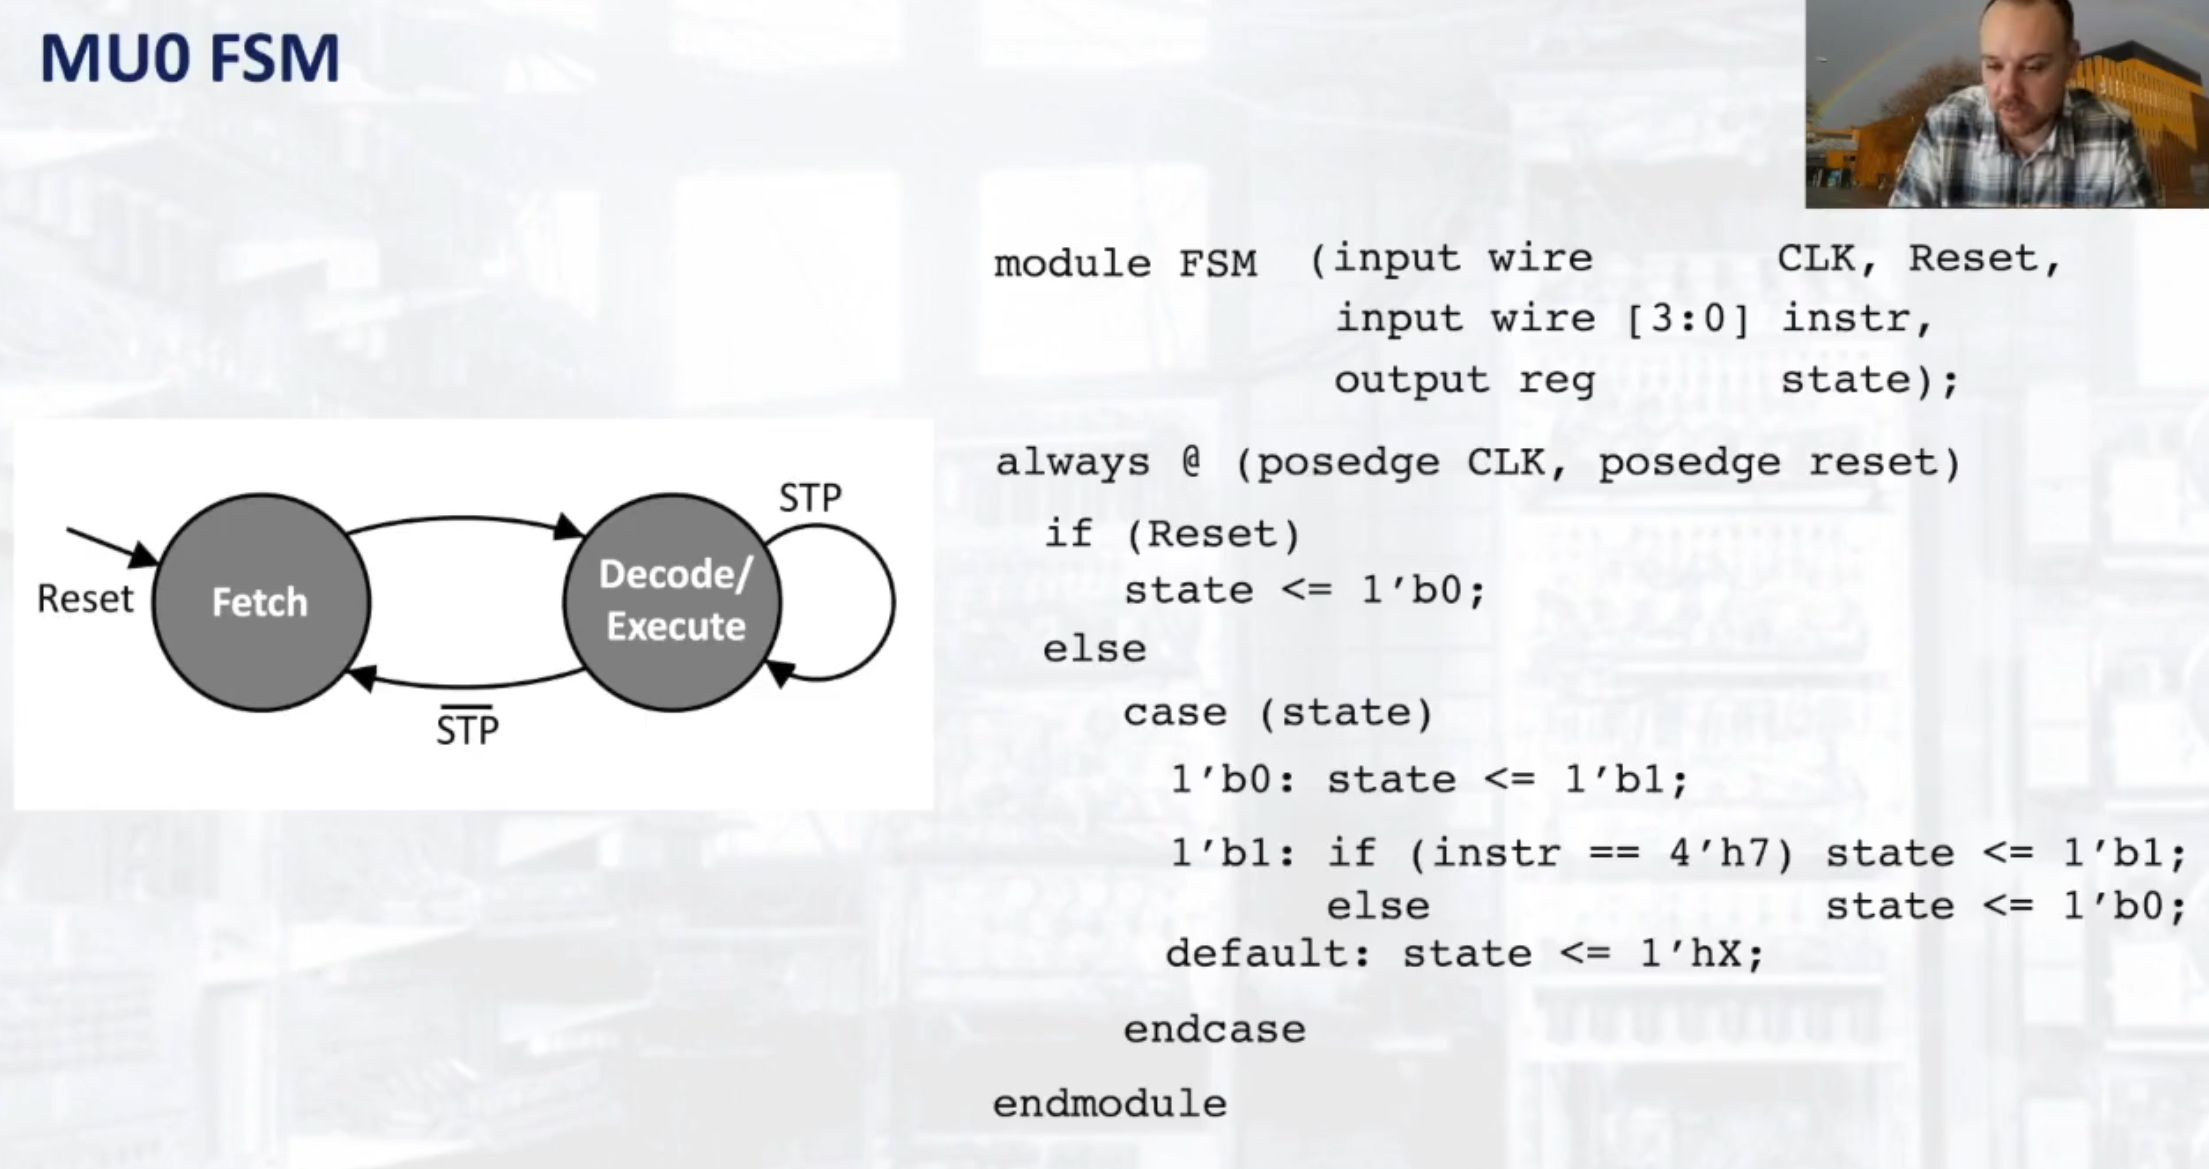 MU0 FSM
module FSM (input wire CLK, Reset,
input wire [3:0] instr,
output reg state);
always @ (posedge CLK, posedge reset)
if (Reset)
state <= 1’b0;
else
case (state)
1’b0: state <= 1’b1;
1’b1: if (instr == 4’h7) state <= 1’b1;
else state <= 1’b0;
default: state <= 1’hX;
endcase
endmodule
Reset
Fetch
Decode/
Execute
STP
S̅T̅P̅